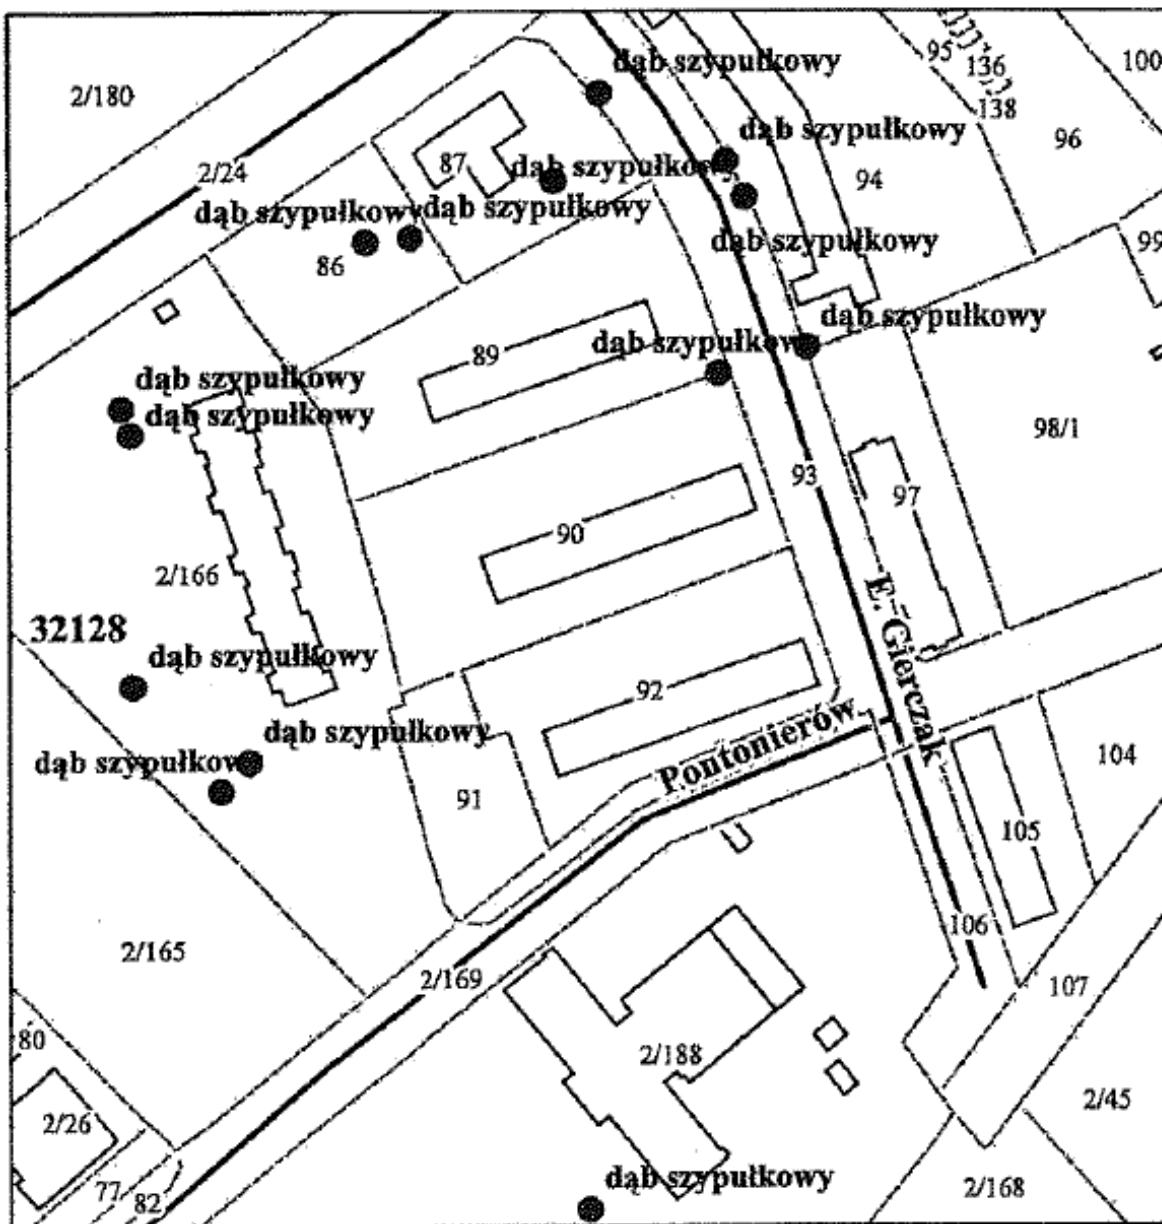 dąb szypułkowy
95
136
100
2/180
138
dąb szypułkowy
96
87
dąb szypułkowy
2/24
94
dąb szypułkowy
dąb szypułkowy
86
dąb szypułkowy
99
dąb szypułkowy
dąb szypułkowy
89
dąb szypułkowy
dąb szypułkowy
98/1
93
97
90
2/166
32128
E. Gierczak
dąb szypułkowy
92
dąb szypułkowy
Pontonierów
104
dąb szypułkowy
91
105
106
2/165
2/169
107
80
2/188
2/45
2/26
dąb szypułkowy
2/168
77
82